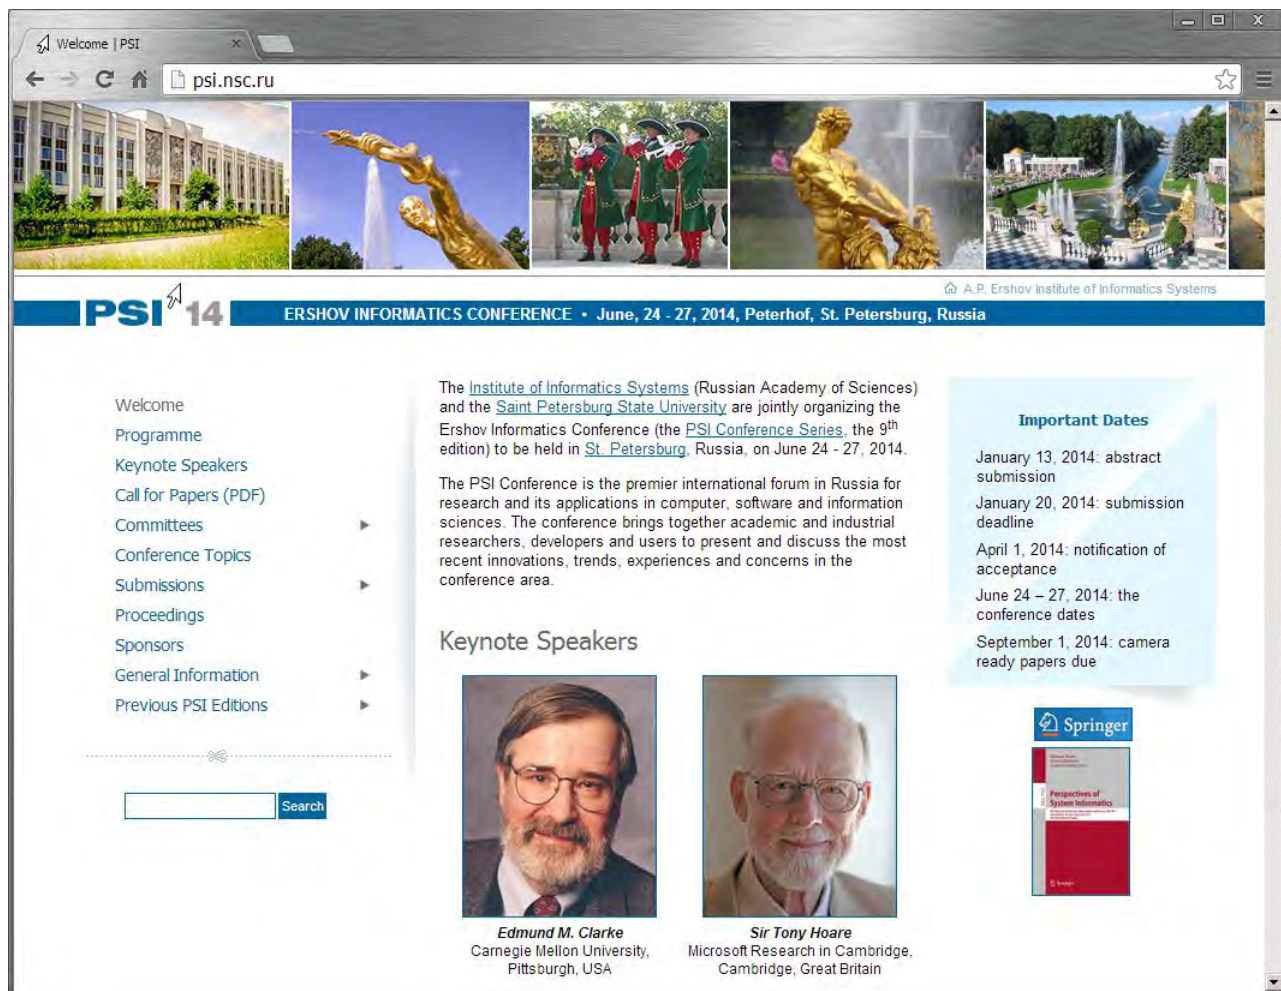 Welcome | PSI
psi.nsc.ru
A.P. Ershov Institute of Informatics Systems
PSI 14
ERSHOV INFORMATICS CONFERENCE • June, 24 - 27, 2014, Peterhof, St. Petersburg, Russia
Welcome
Programme
Keynote Speakers
Call for Papers (PDF)
Committees
Conference Topics
Submissions
Proceedings
Sponsors
General Information
Previous PSI Editions
Search
The Institute of Informatics Systems (Russian Academy of Sciences)
and the Saint Petersburg State University are jointly organizing the
Ershov Informatics Conference (the PSI Conference Series, the 9th
edition) to be held in St. Petersburg, Russia, on June 24 - 27, 2014.
The PSI Conference is the premier international forum in Russia for
research and its applications in computer, software and information
sciences. The conference brings together academic and industrial
researchers, developers and users to present and discuss the most
recent innovations, trends, experiences and concerns in the
conference area.
Keynote Speakers
Edmund M. Clarke
Carnegie Mellon University,
Pittsburgh, USA
Sir Tony Hoare
Microsoft Research in Cambridge,
Cambridge, Great Britain
Important Dates
January 13, 2014: abstract
submission
January 20, 2014: submission
deadline
April 1, 2014: notification of
acceptance
June 24 – 27, 2014: the
conference dates
September 1, 2014: camera
ready papers due
Springer
Perspectives of
System Informatics
Springer